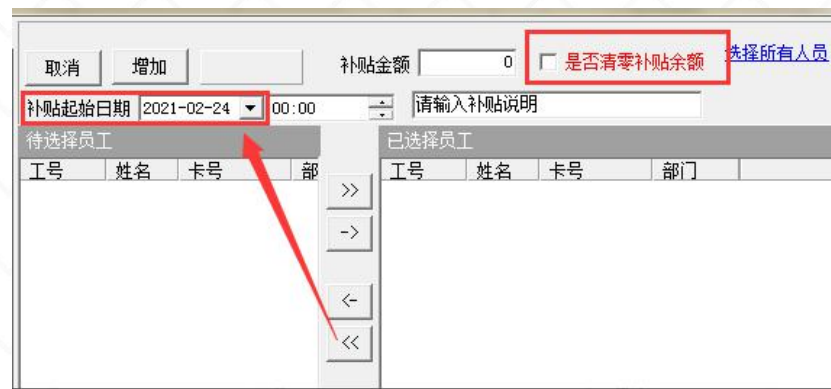 取消 增加 补贴金额 0 是否清零补贴余额 选择所有人员
补贴起始日期 2021-02-24 00:00 请输入补贴说明
待选择员工 已选择员工
工号 姓名 卡号 部 工号 姓名 卡号 部门
>>
->
<-
<<